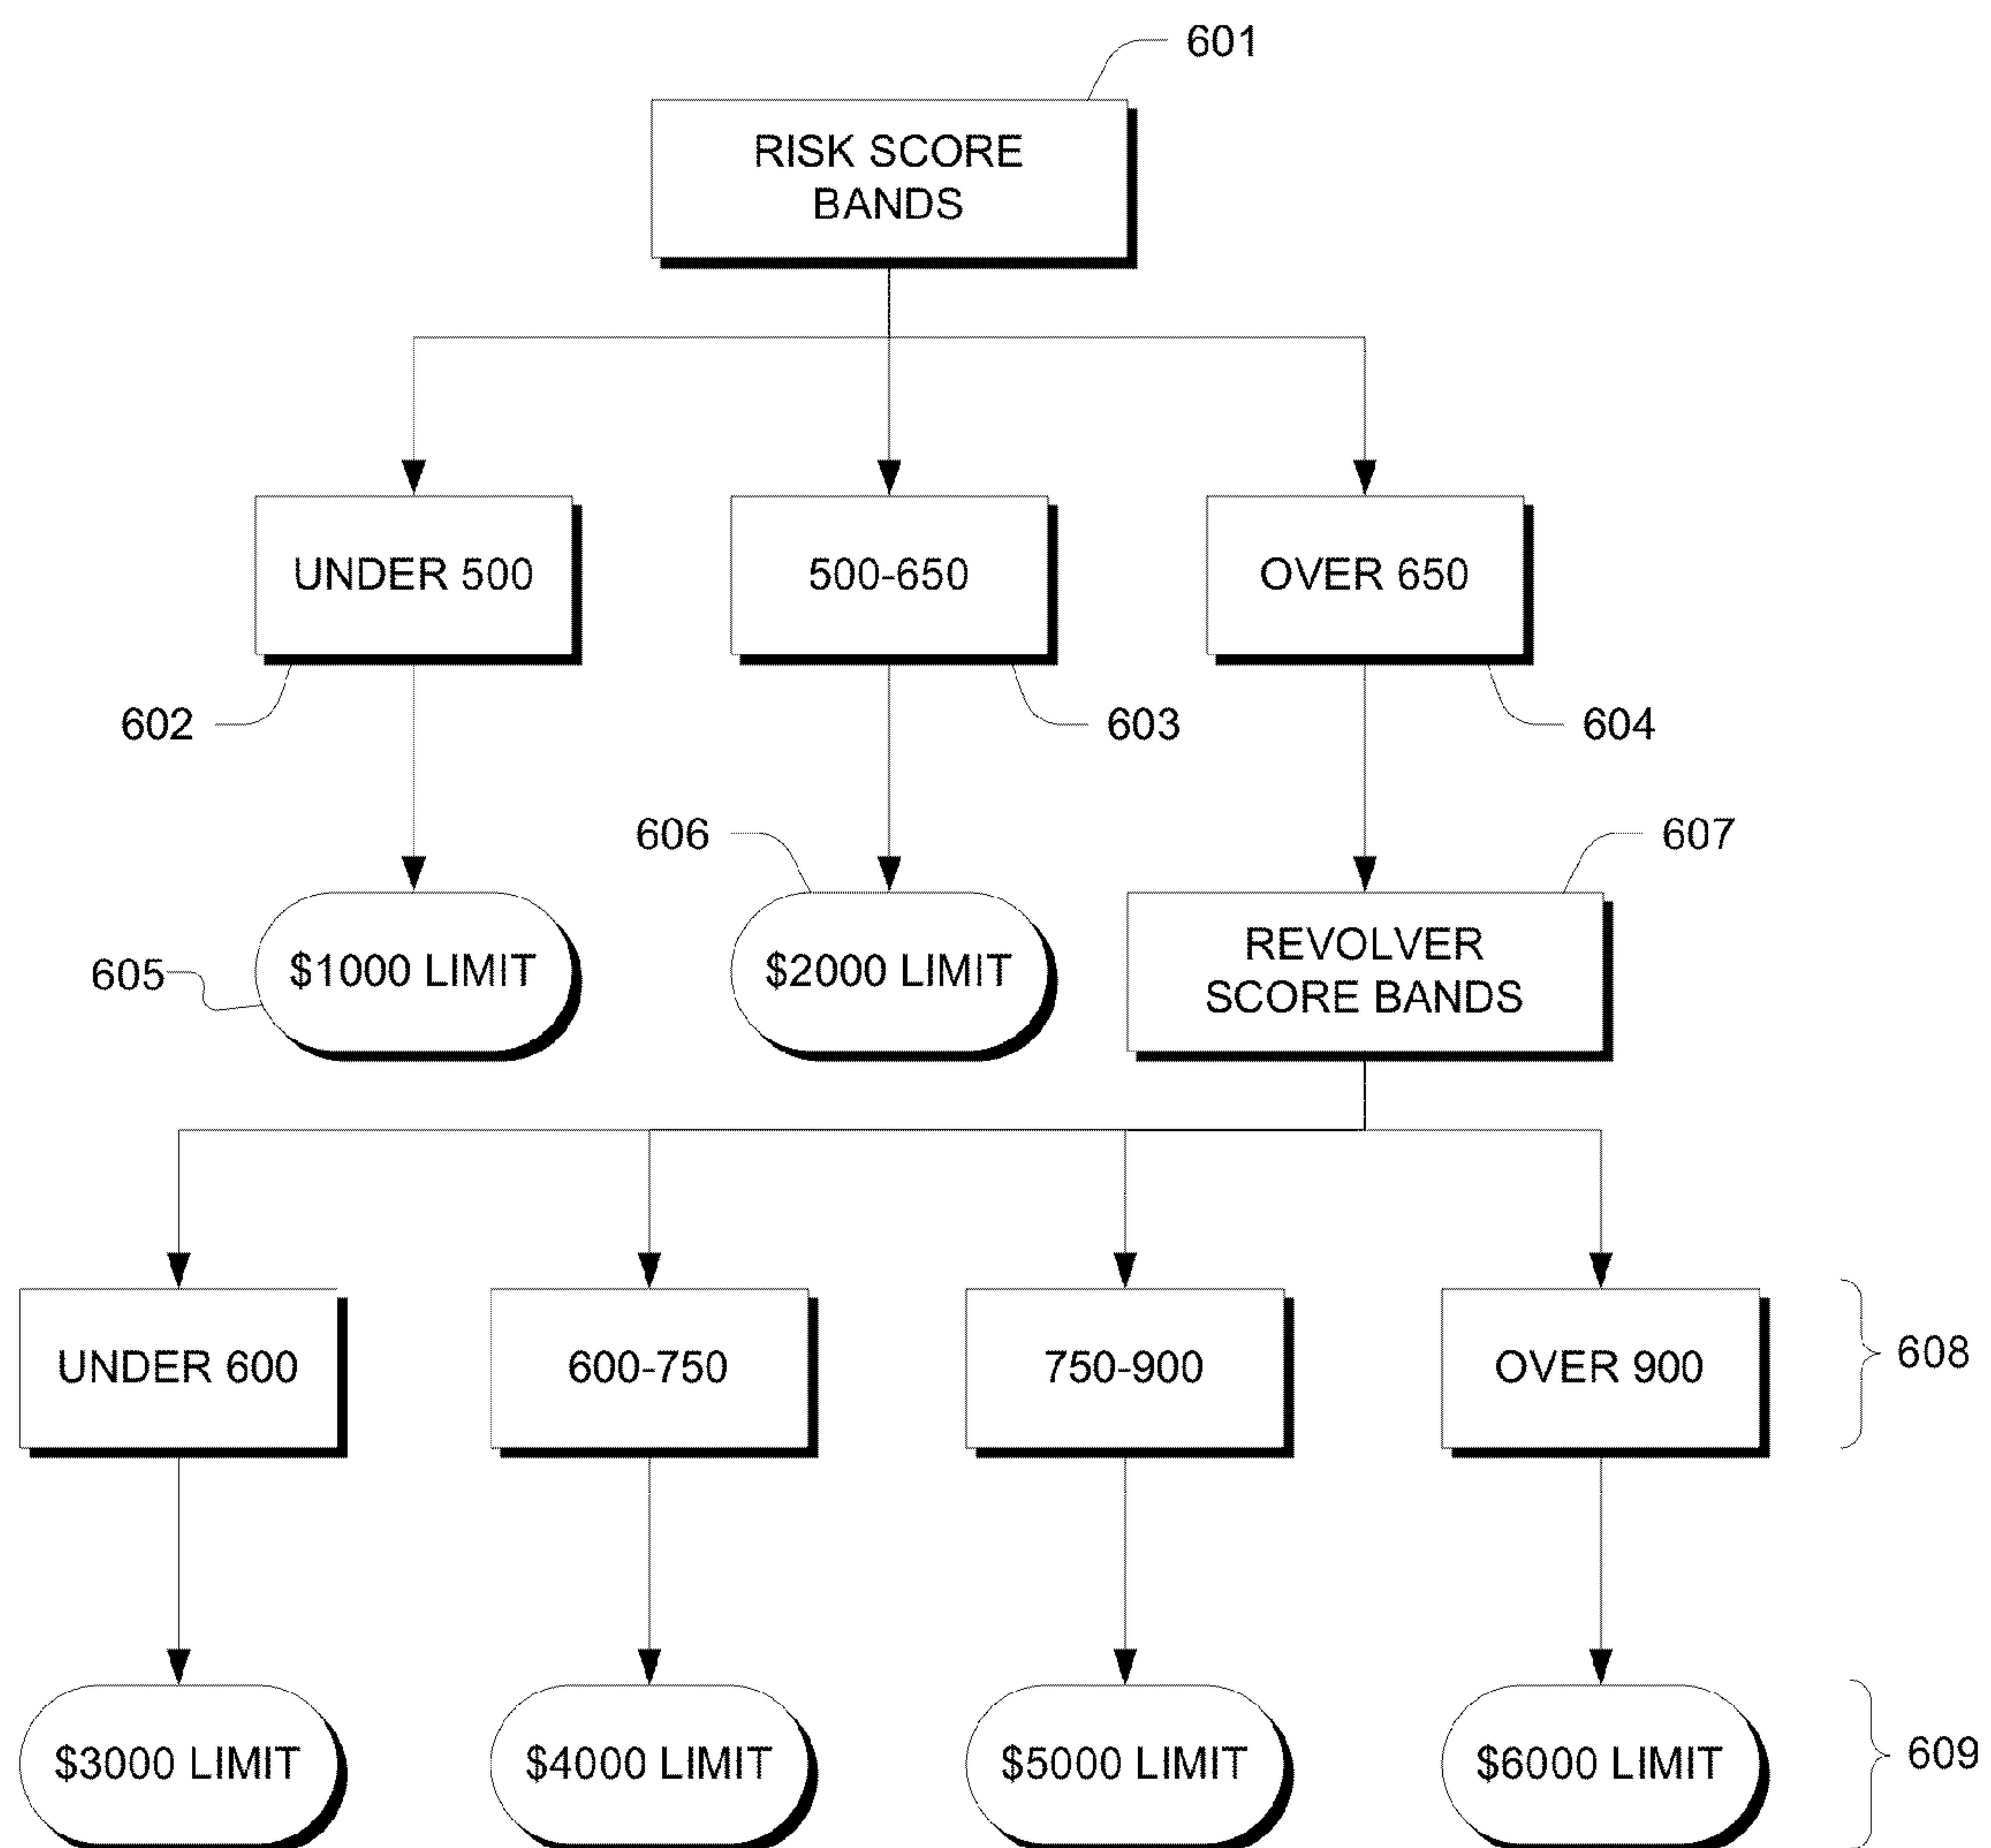 601
RISK SCORE
BANDS
UNDER 500
500-650
OVER 650
602
603
604
606
607
605
$1000 LIMIT
$2000 LIMIT
REVOLVER
SCORE BANDS
UNDER 600
600-750
750-900
OVER 900
608
$3000 LIMIT
$4000 LIMIT
$5000 LIMIT
$6000 LIMIT
609